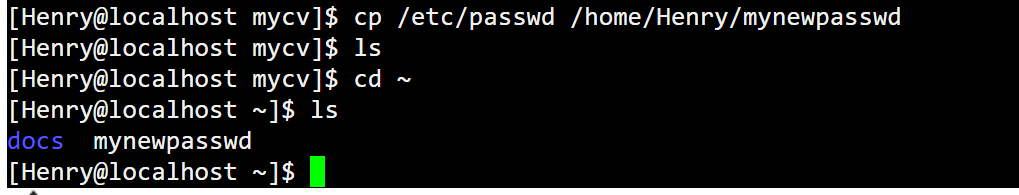 [Henry@localhost mycv]$ cp /etc/passwd /home/Henry/mynewpasswd
[Henry@localhost mycv]$ ls
[Henry@localhost mycv]$ cd ~
[Henry@localhost ~]$ ls
docs  mynewpasswd
[Henry@localhost ~]$